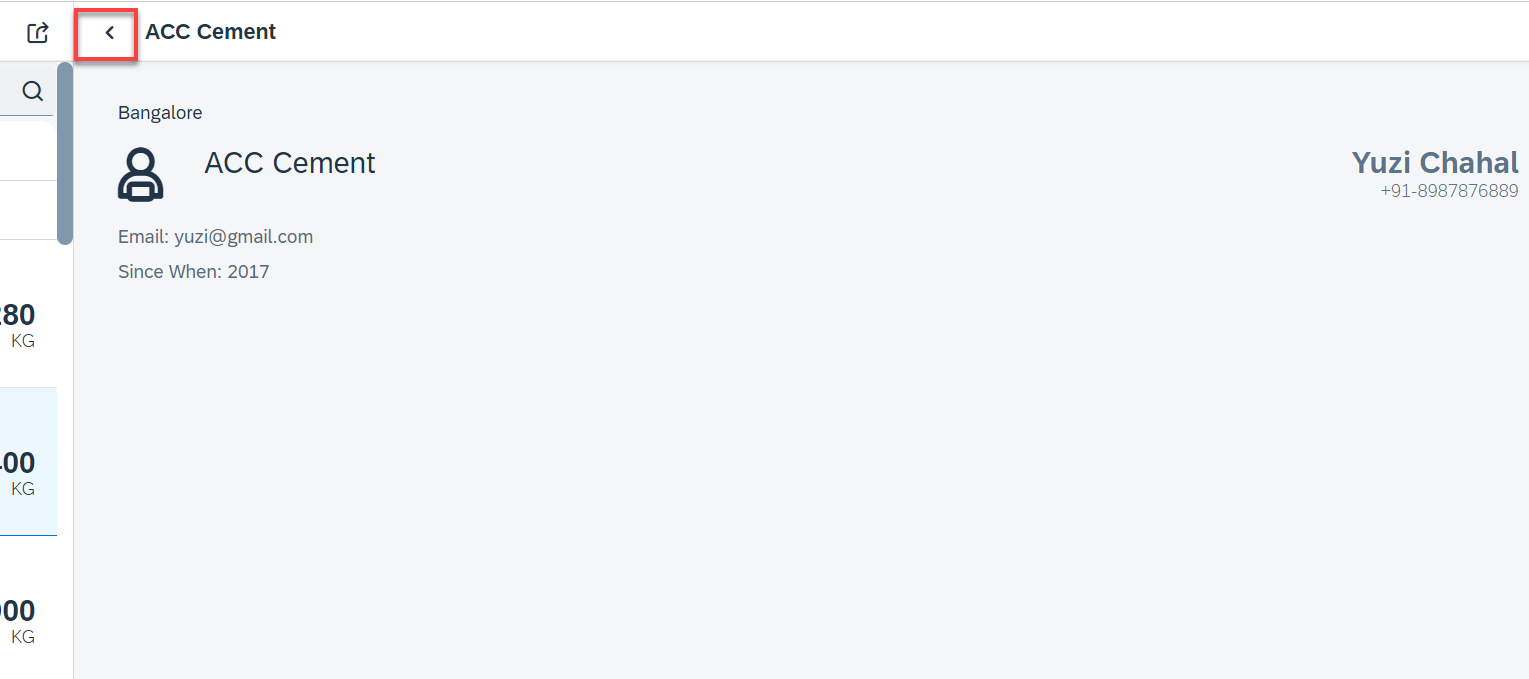 ACC Cement
Bangalore
ACC Cement
Yuzi Chahal
+91-8987876889
Email: yuzi@gmail.com
Since When: 2017
KG
KG
KG